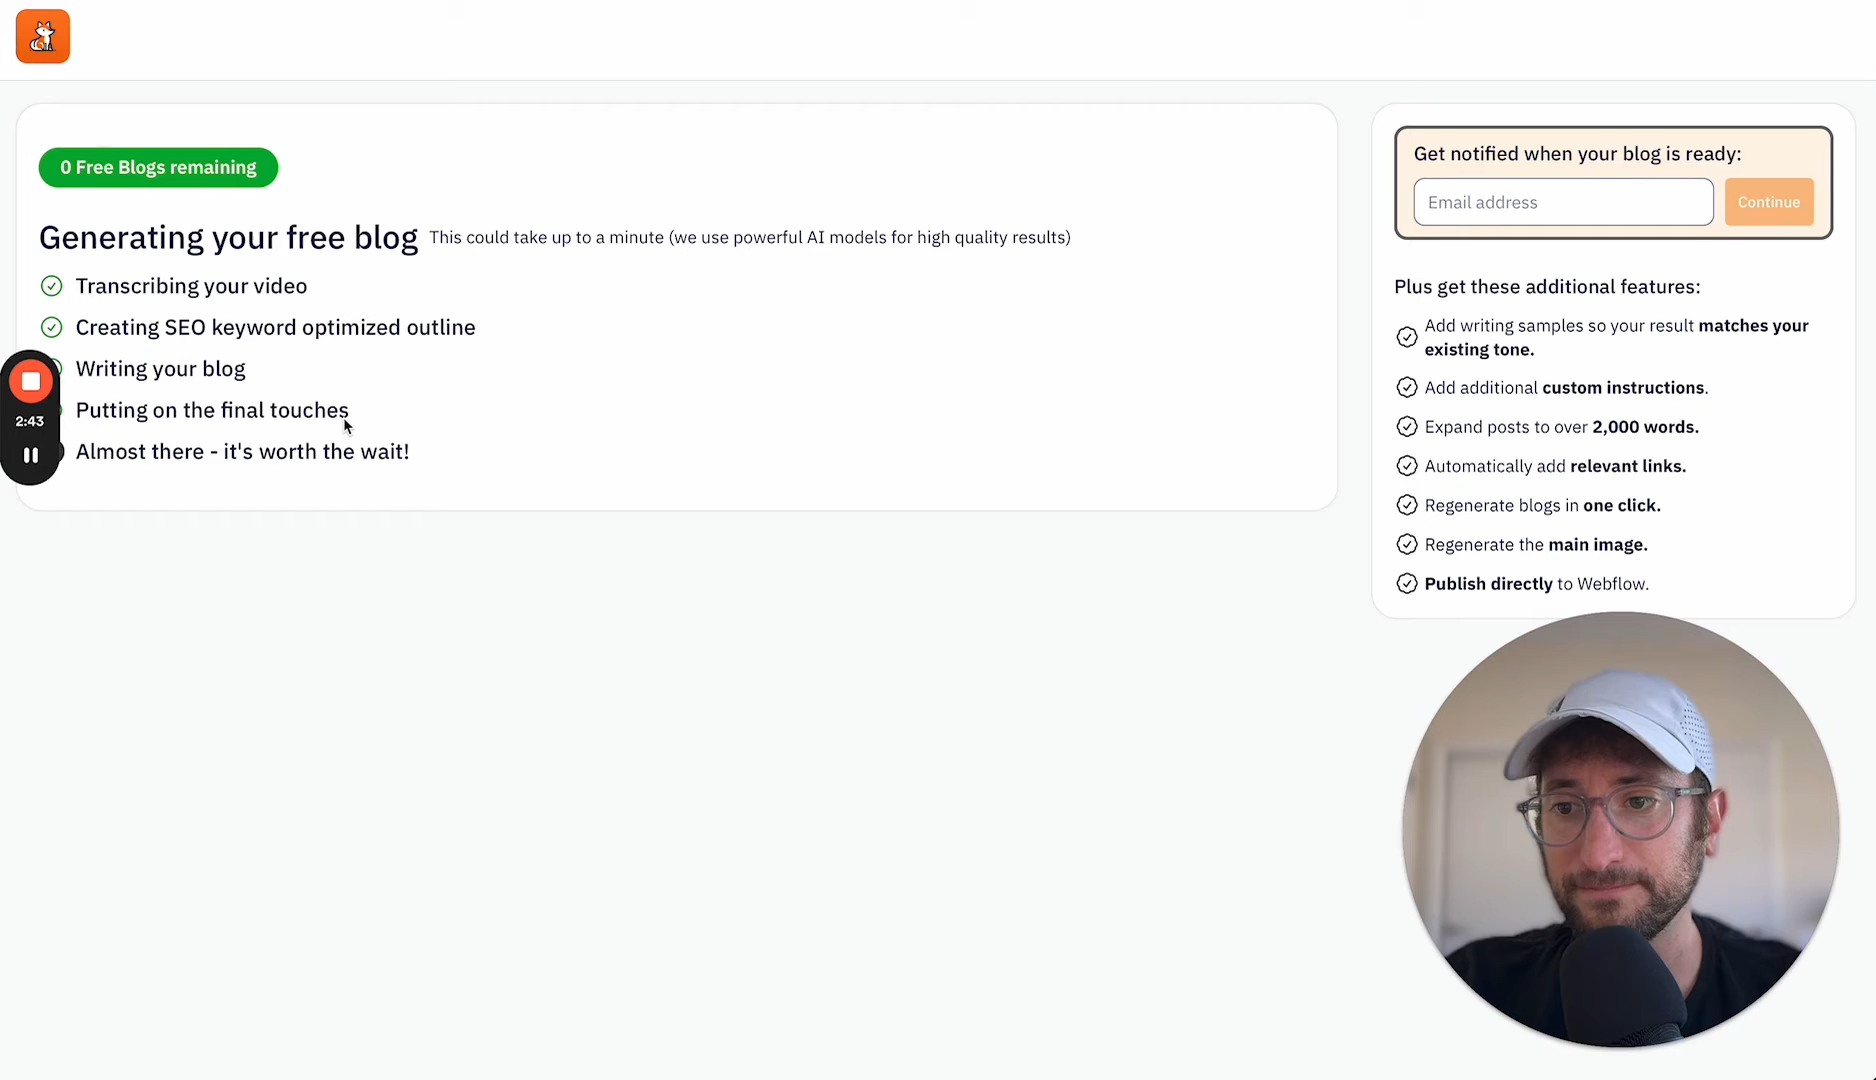 0 Free Blogs remaining
Generating your free blog This could take up to a minute (we use powerful AI models for high quality results)
Transcribing your video
Creating SEO keyword optimized outline
Writing your blog
Putting on the final touches
Almost there - it's worth the wait!
2:43
Get notified when your blog is ready:
Email address
Continue
Plus get these additional features:
Add writing samples so your result matches your
existing tone.
Add additional custom instructions.
Expand posts to over 2,000 words.
Automatically add relevant links.
Regenerate blogs in one click.
Regenerate the main image.
Publish directly to Webflow.